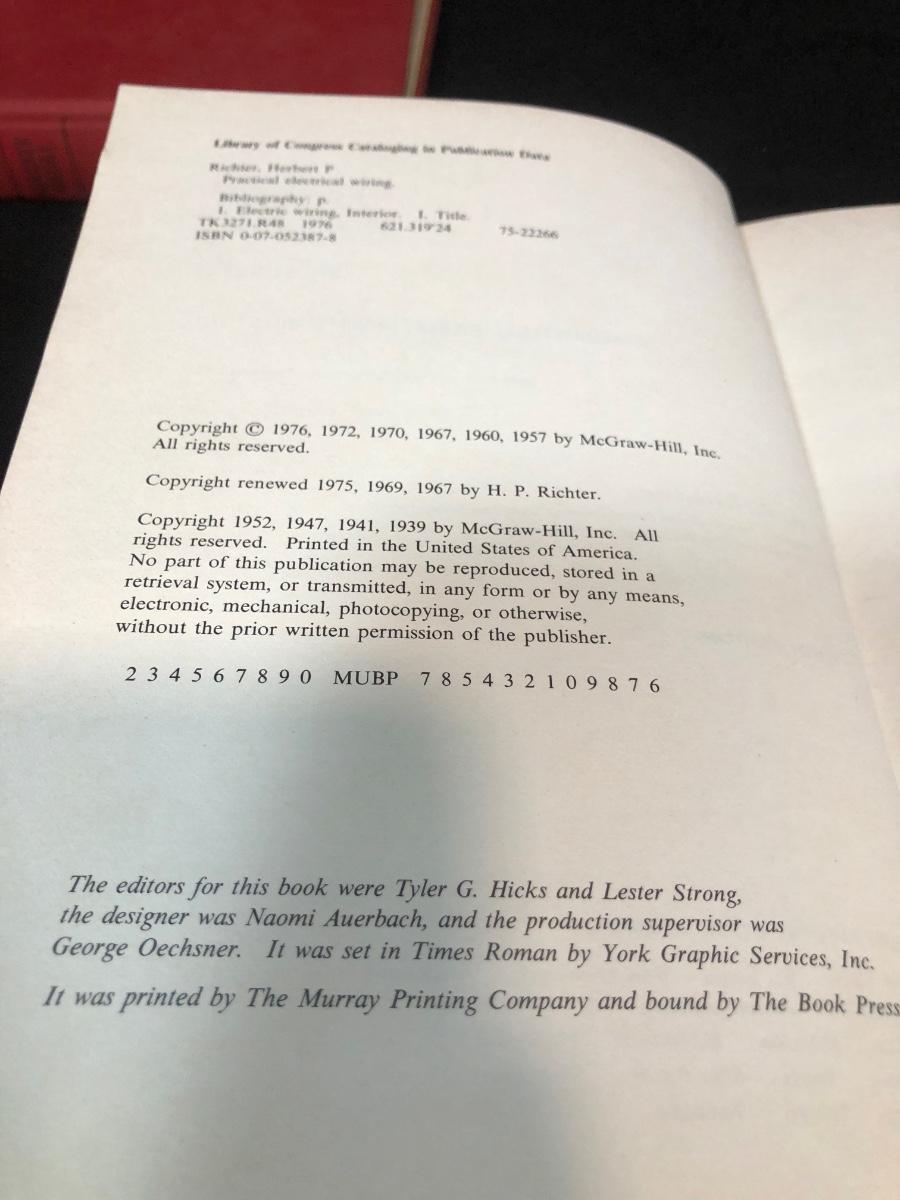 Library of Congress Cataloging in Publication Data
Richter, Herbert P
Practical electrical wiring.
Bibliography: p.
1. Electric wiring, Interior. I. Title.
TK3271.R48 1976 621.319'24 75-22266
ISBN 0-07-052387-8
Copyright © 1976, 1972, 1970, 1967, 1960, 1957 by McGraw-Hill, Inc.
All rights reserved.
Copyright renewed 1975, 1969, 1967 by H. P. Richter.
Copyright 1952, 1947, 1941, 1939 by McGraw-Hill, Inc. All
rights reserved. Printed in the United States of America.
No part of this publication may be reproduced, stored in a
retrieval system, or transmitted, in any form or by any means,
electronic, mechanical, photocopying, or otherwise,
without the prior written permission of the publisher.
2 3 4 5 6 7 8 9 0 MUBP 7 8 5 4 3 2 1 0 9 8 7 6
The editors for this book were Tyler G. Hicks and Lester Strong,
the designer was Naomi Auerbach, and the production supervisor was
George Oechsner. It was set in Times Roman by York Graphic Services, Inc.
It was printed by The Murray Printing Company and bound by The Book Press